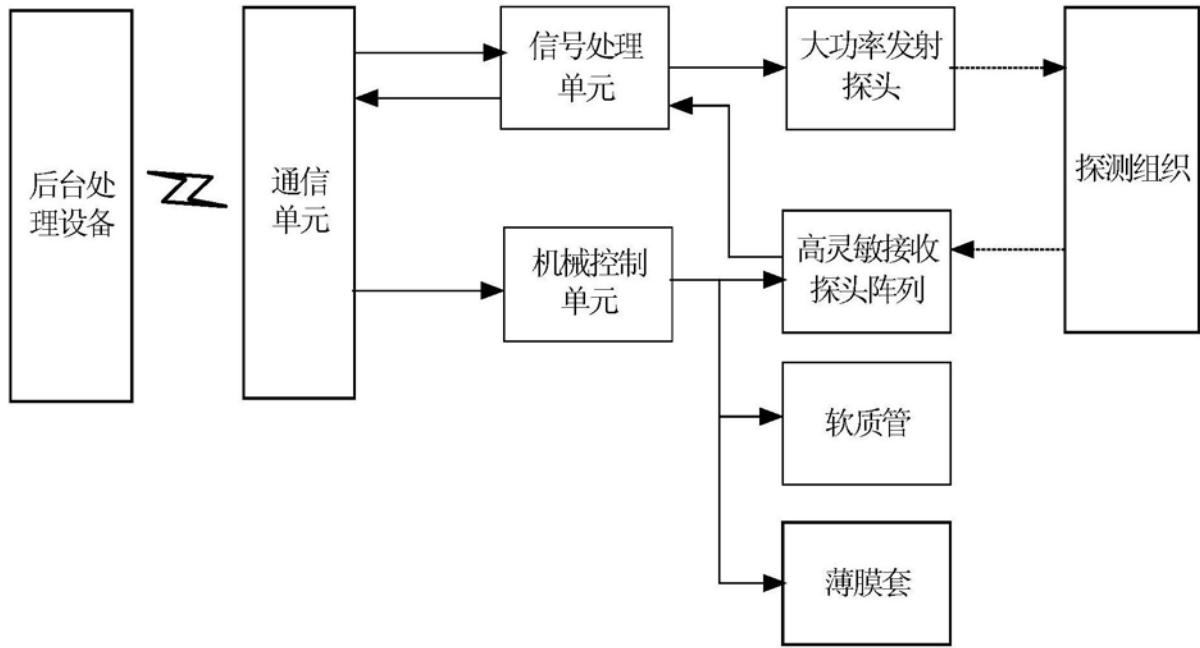 后台处
理设备
通信
单元
信号处理
单元
机械控制
单元
大功率发射
探头
高灵敏接收
探头阵列
软质管
薄膜套
探测组织